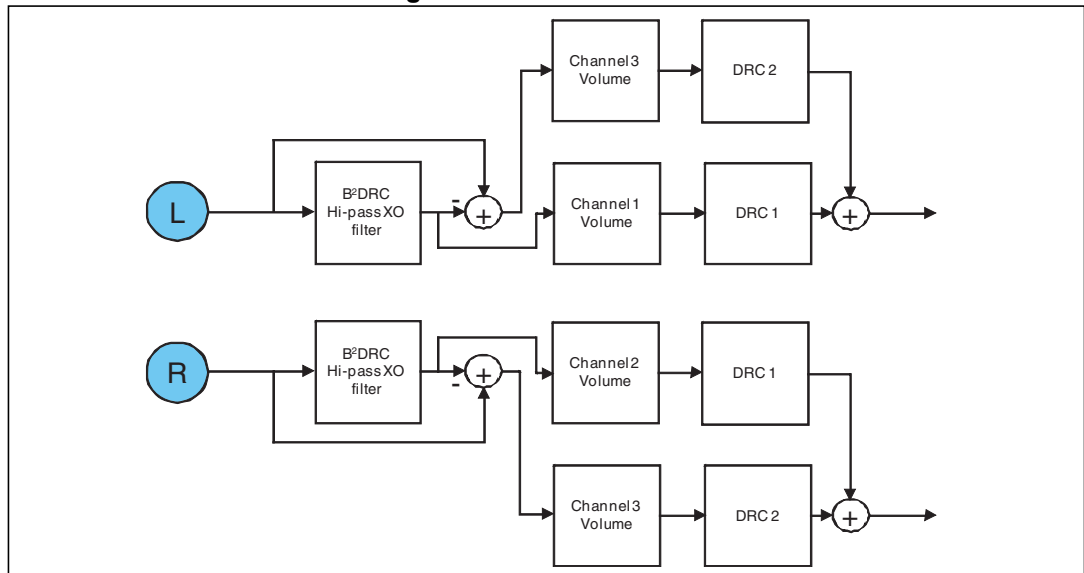 Channel 3
Volume
DRC 2
L
B²DRC
Hi-pass XO
filter
-
+
Channel 1
Volume
DRC 1
+
R
B²DRC
Hi-pass XO
filter
-
+
Channel 2
Volume
DRC 1
Channel 3
Volume
DRC 2
+